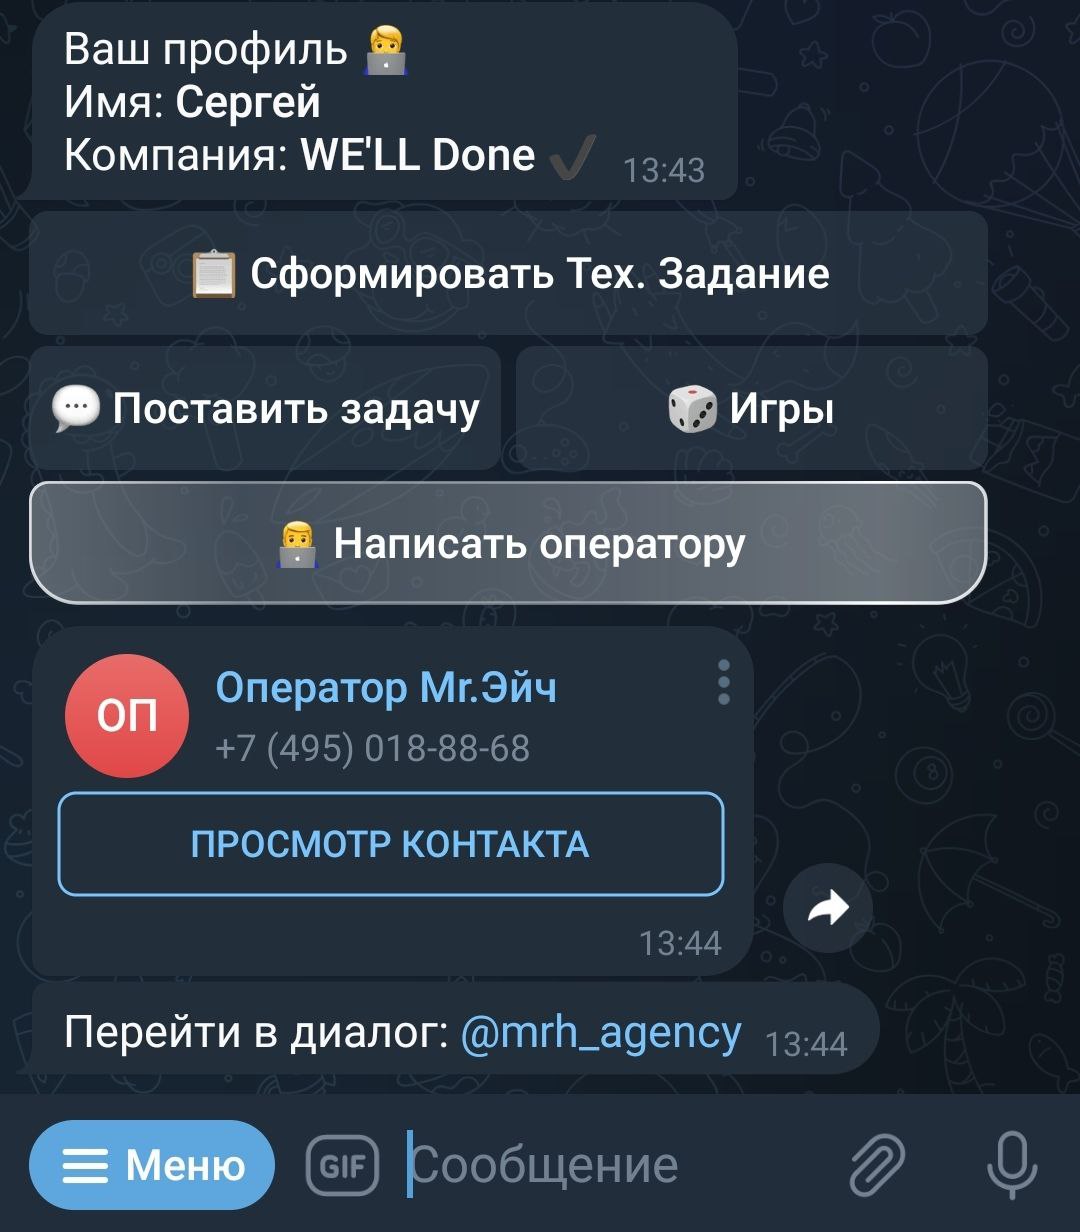 Ваш профиль 👨‍💻
Имя: Сергей
Компания: WE'LL Done ✔️
13:43
📋 Сформировать Тех. Задание
💬 Поставить задачу
🎲 Игры
👨‍💻 Написать оператору
ОП
Оператор Mr.Эйч
+7 (495) 018-88-68
ПРОСМОТР КОНТАКТА
13:44
Перейти в диалог: @mrh_agency
13:44
Меню
GIF
Сообщение